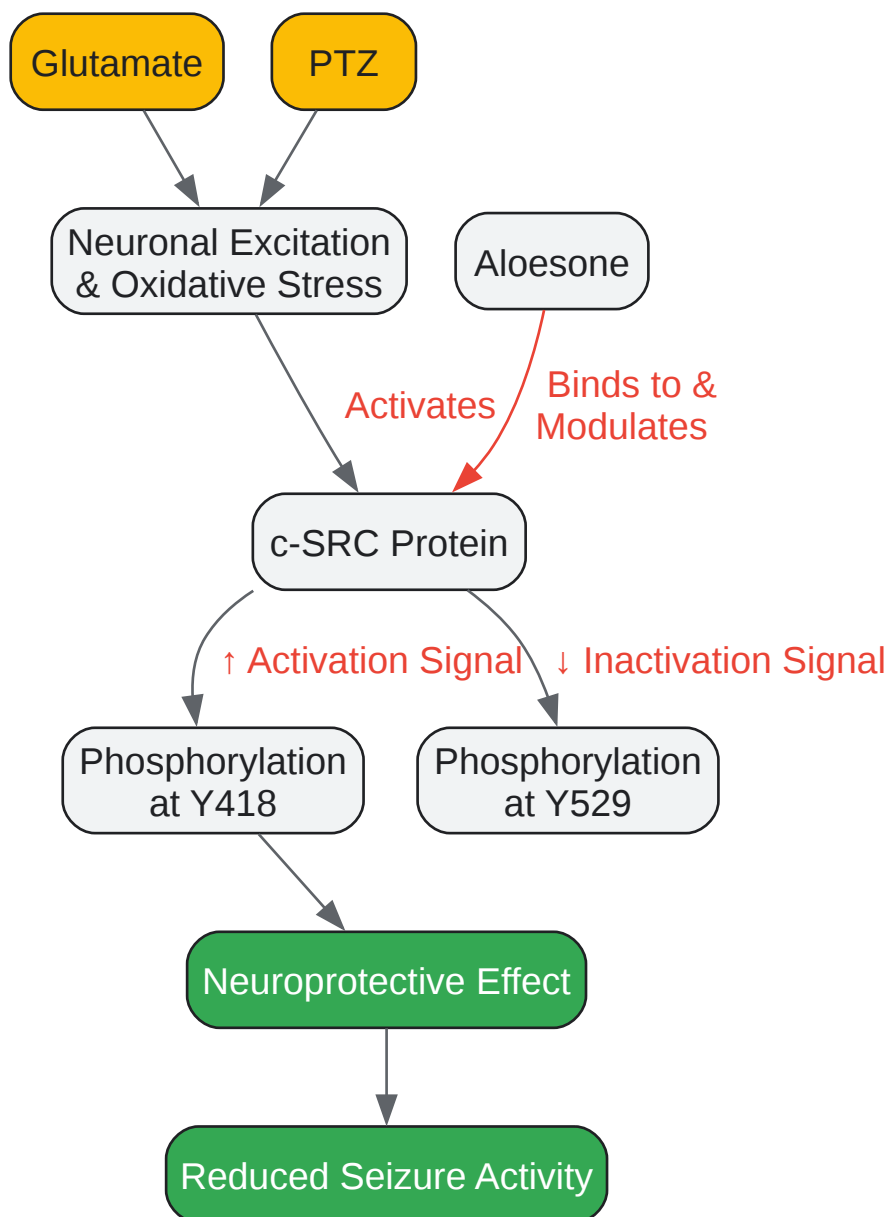 Glutamate
PTZ
Neuronal Excitation
& Oxidative Stress
Aloesone
Activates
Binds to &
Modulates
c-SRC Protein
↑ Activation Signal
↓ Inactivation Signal
Phosphorylation
at Y418
Phosphorylation
at Y529
Neuroprotective Effect
Reduced Seizure Activity